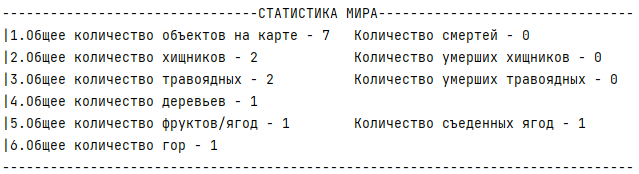 ---------------------------------СТАТИСТИКА МИРА---------------------------------
|1.Общее количество объектов на карте - 7   Количество смертей - 0
|2.Общее количество хищников - 2            Количество умерших хищников - 0
|3.Общее количество травоядных - 2          Количество умерших травоядных - 0
|4.Общее количество деревьев - 1
|5.Общее количество фруктов/ягод - 1        Количество съеденных ягод - 1
|6.Общее количество гор - 1
---------------------------------------------------------------------------------